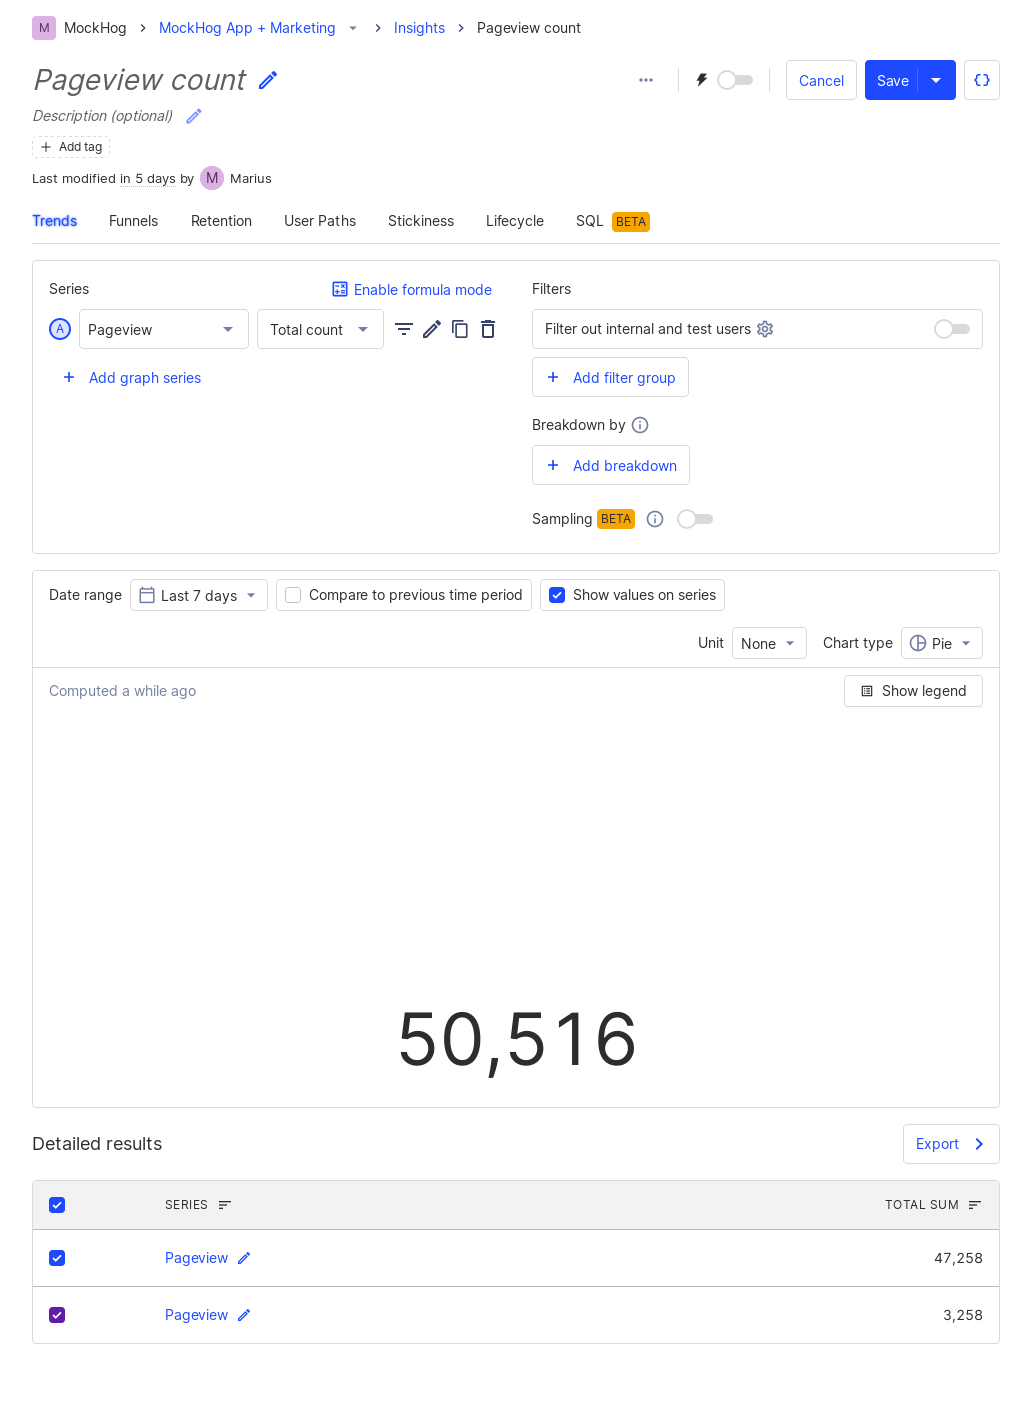 M MockHog > MockHog App + Marketing > Insights > Pageview count
Pageview count
Cancel Save
Description (optional)
Add tag
Last modified in 5 days by M Marius
Trends Funnels Retention User Paths Stickiness Lifecycle SQL BETA
Series Enable formula mode
A Pageview Total count
Add graph series
Filters
Filter out internal and test users
Add filter group
Breakdown by
Add breakdown
Sampling BETA
Date range Last 7 days Compare to previous time period Show values on series
Unit None Chart type Pie
Computed a while ago Show legend
50,516
Detailed results Export
SERIES TOTAL SUM
Pageview 47,258
Pageview 3,258